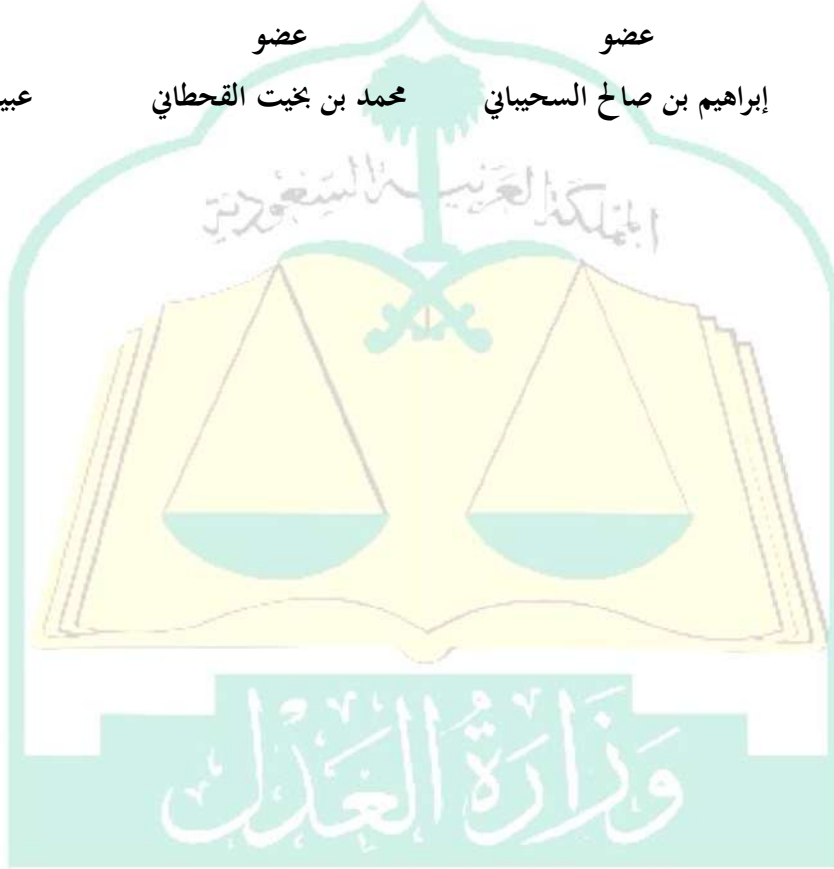 عضو عضو
إبراهيم بن صالح السحيباني محمد بن بخيت القحطاني
المملكة العربية السعودية
وزارة العدل